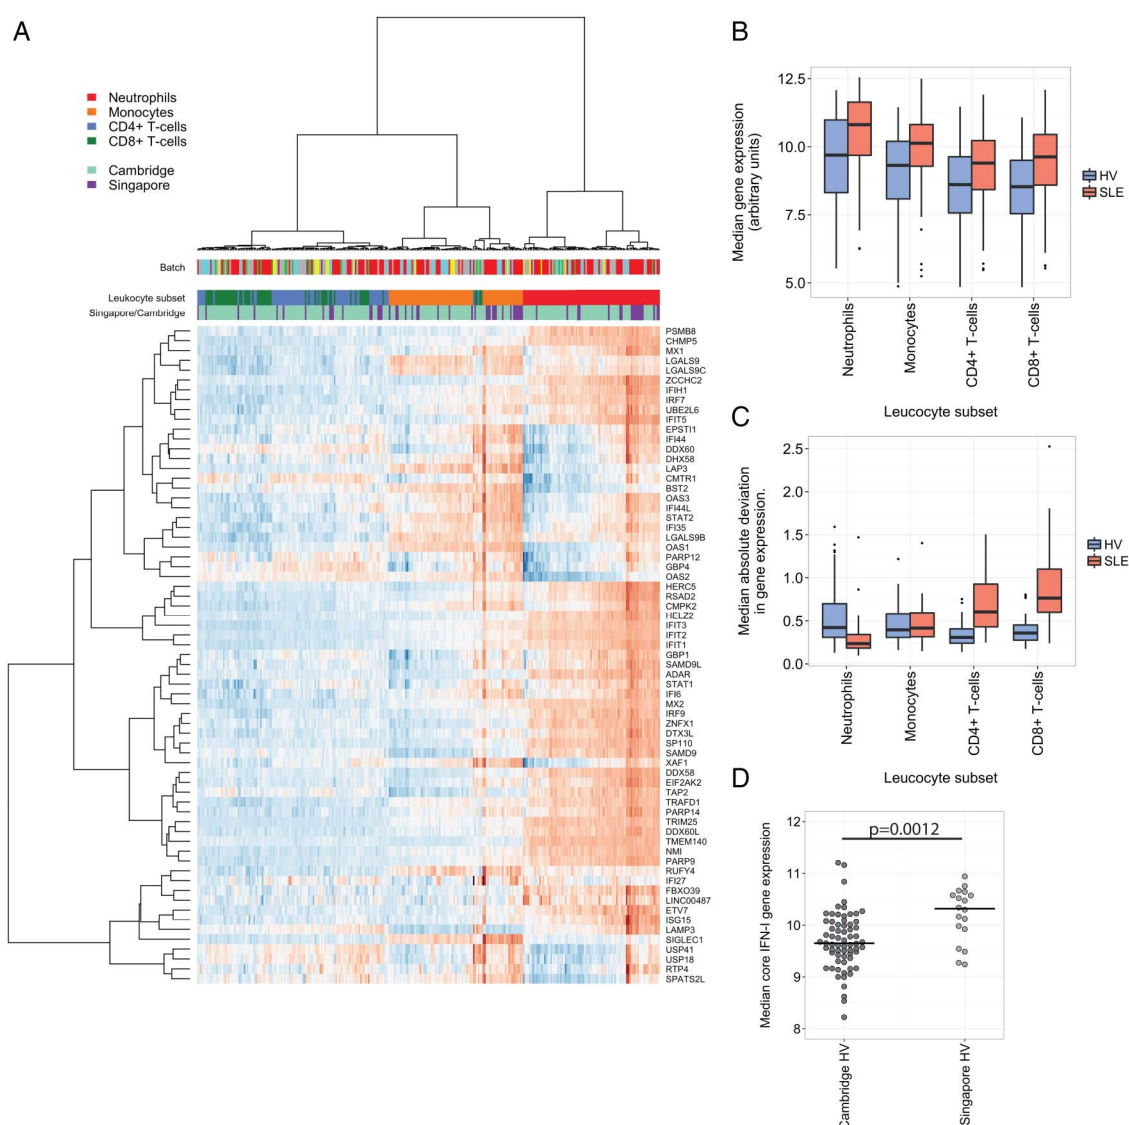 A
Neutrophils
Monocytes
CD4+ T-cells
CD8+ T-cells
Cambridge
Singapore
Batch
Leukocyte subset
Singapore/Cambridge
PSMB8
CHMP5
MX1
LGALS9
LGALS9C
ZCCHC2
IFIH1
IRF7
UBE2L6
IFIT5
EPSTI1
IFI44
DDX60
DHX58
LAP3
CMTR1
BST2
OAS3
IFI44L
STAT2
IFI35
LGALS9B
OAS1
PARP12
GBP4
OAS2
HERC5
RSAD2
CMPK2
HELZ2
IFIT3
IFIT2
IFIT1
GBP1
SAMD9L
ADAR
STAT1
IFI6
MX2
IRF9
ZNFX1
DTX3L
SP110
SAMD9
XAF1
DDX58
EIF2AK2
TAP2
TRAFD1
PARP14
TRIM25
DDX60L
TMEM140
NMI
PARP9
RUFY4
IFI27
FBXO39
LINC00487
ETV7
ISG15
LAMP3
SIGLEC1
USP41
USP18
RTP4
SPATS2L
B
Median gene expression
(arbitrary units)
12.5
10.0
7.5
5.0
Neutrophils
Monocytes
CD4+ T-cells
CD8+ T-cells
Leucocyte subset
HV
SLE
C
Median absolute deviation
in gene expression.
2.5
2.0
1.5
1.0
0.5
0.0
Neutrophils
Monocytes
CD4+ T-cells
CD8+ T-cells
Leucocyte subset
HV
SLE
D
Median core IFN-I gene expression
12
11
10
9
8
p=0.0012
Cambridge HV
Singapore HV